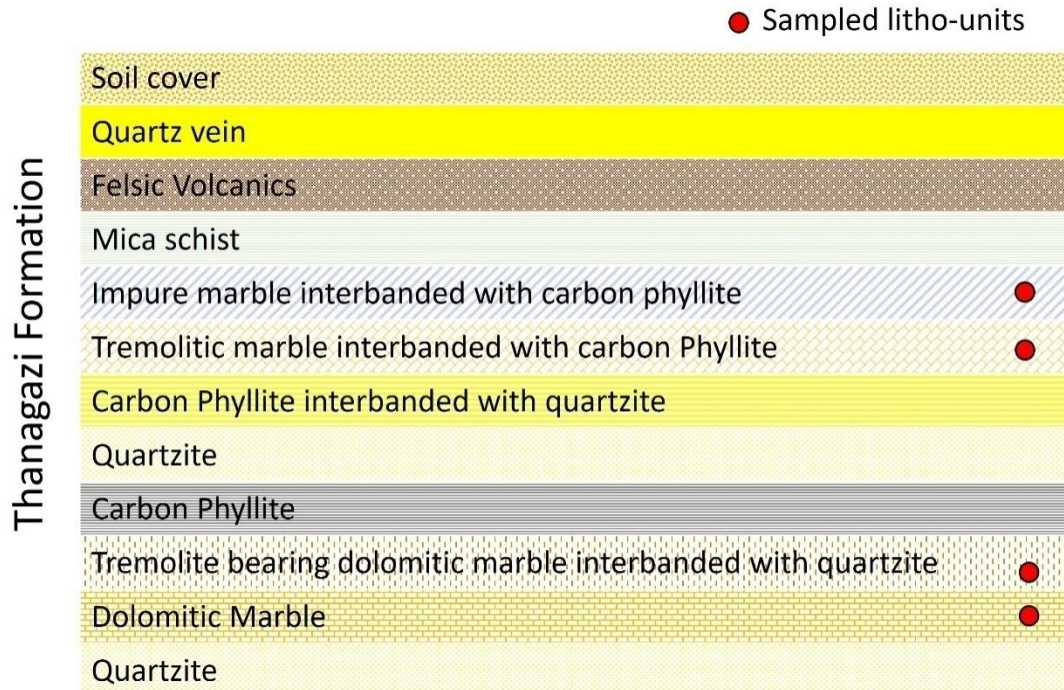 Sampled litho-units
Thanagazi Formation
Soil cover
Quartz vein
Felsic Volcanics
Mica schist
Impure marble interbanded with carbon phyllite
Tremolitic marble interbanded with carbon Phyllite
Carbon Phyllite interbanded with quartzite
Quartzite
Carbon Phyllite
Tremolite bearing dolomitic marble interbanded with quartzite
Dolomitic Marble
Quartzite